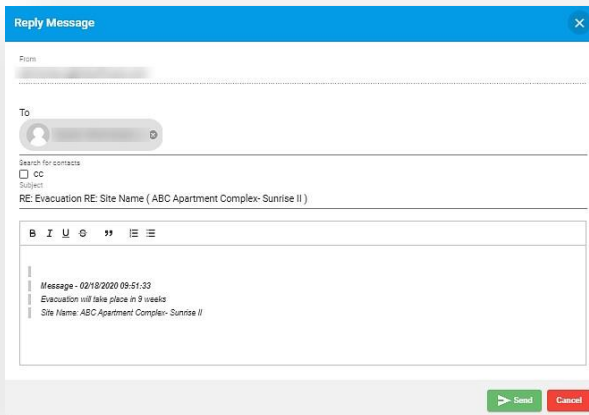 Reply Message
From
To
Search for contacts
cc
Subject
RE: Evacuation RE: Site Name ( ABC Apartment Complex- Sunrise II )
B I U S
Message - 02/18/2020 09:51:33
Evacuation will take place in 9 weeks
Site Name: ABC Apartment Complex- Sunrise II
Send Cancel